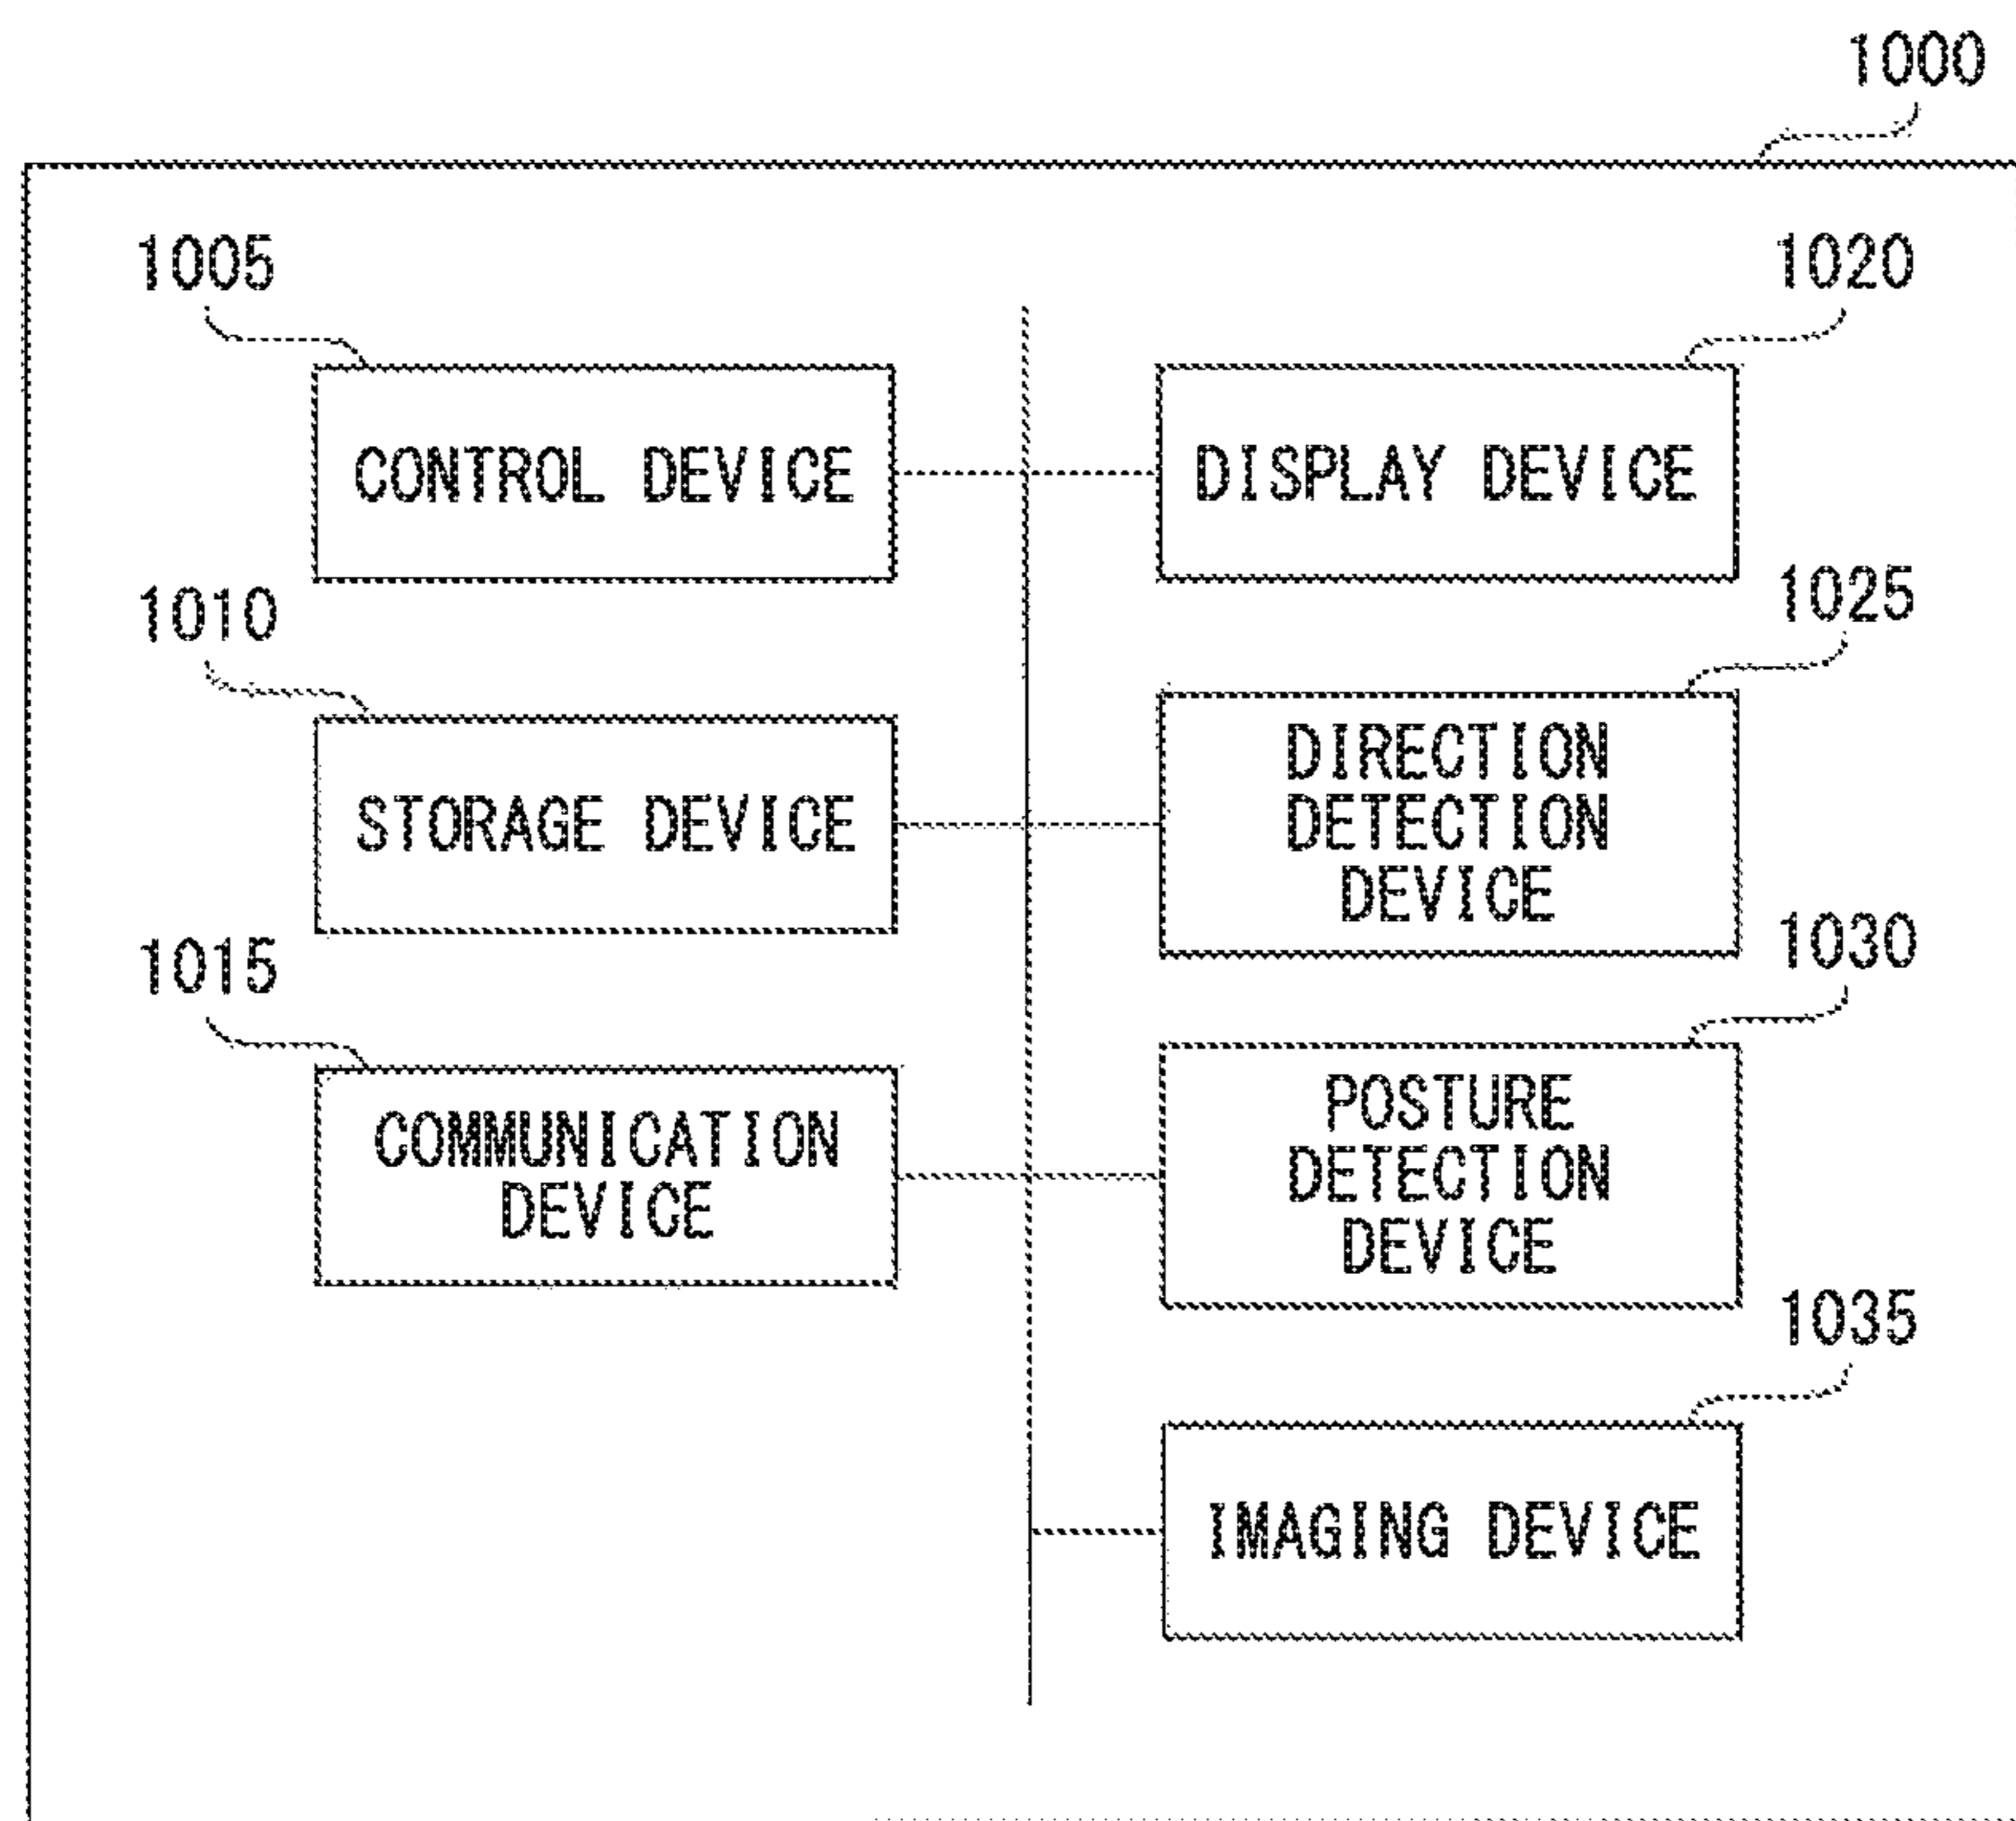 1000
1005
CONTROL DEVICE
1010
STORAGE DEVICE
1015
COMMUNICATION
DEVICE
1020
DISPLAY DEVICE
1025
DIRECTION
DETECTION
DEVICE
1030
POSTURE
DETECTION
DEVICE
1035
IMAGING DEVICE